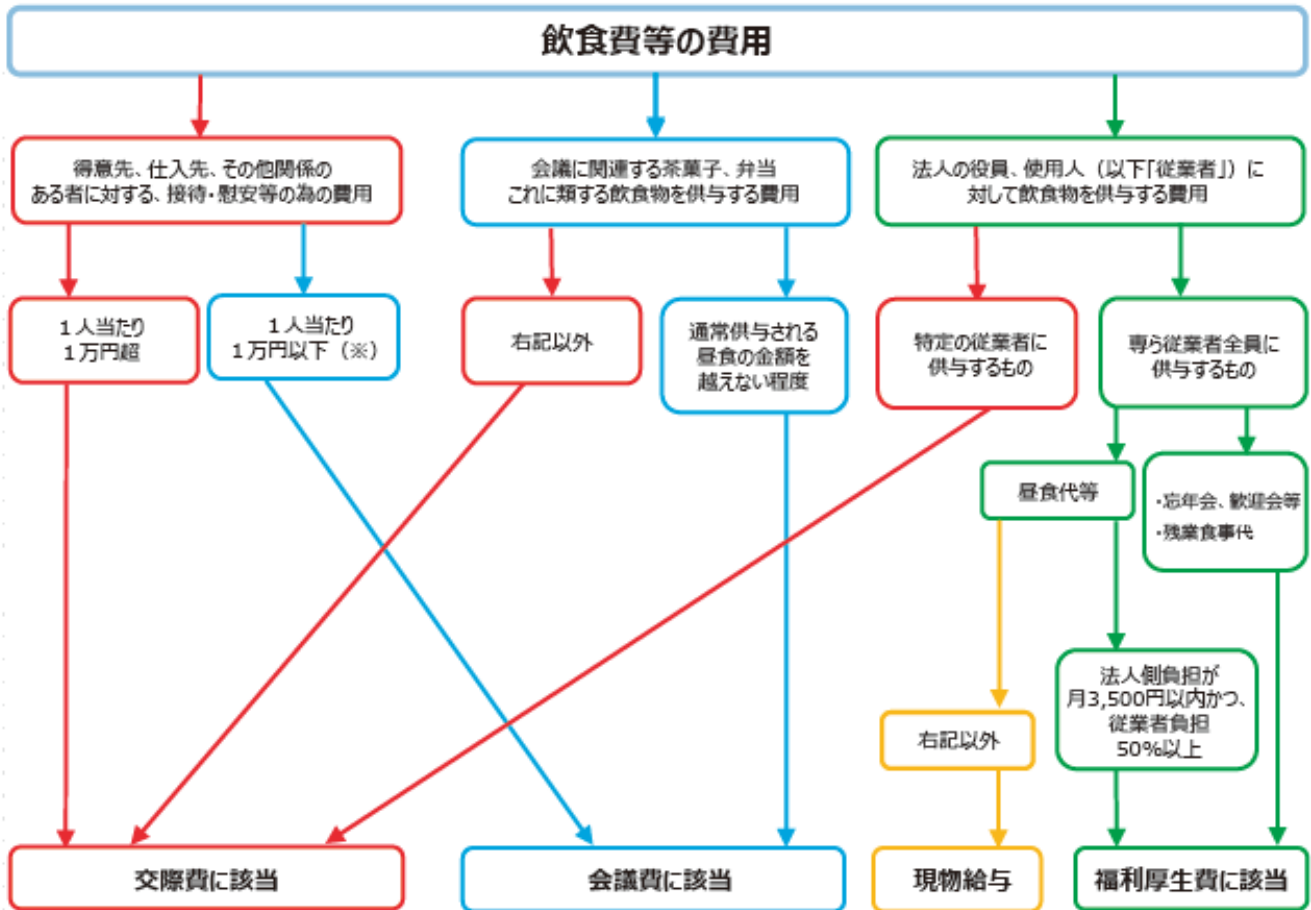 飲食費等の費用
得意先、仕入先、その他関係の
ある者に対する、接待・慰安等の為の費用
会議に関連する茶菓子、弁当
これに類する飲食物を供与する費用
法人の役員、使用人（以下「従業者」）に
対して飲食物を供与する費用
１人当たり
１万円超
１人当たり
１万円以下（※）
右記以外
通常供与される
昼食の金額を
越えない程度
特定の従業者に
供与するもの
専ら従業者全員に
供与するもの
昼食代等
・忘年会、歓迎会等
・残業食事代
右記以外
法人側負担が
月3,500円以内かつ、
従業者負担
50%以上
交際費に該当
会議費に該当
現物給与
福利厚生費に該当